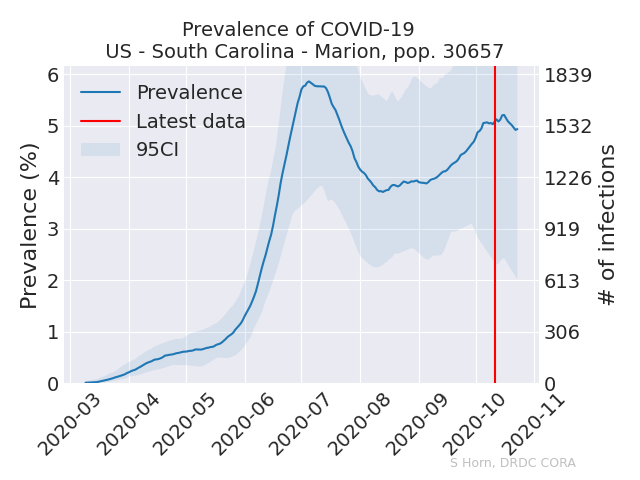 Prevalence of COVID-19
US - South Carolina - Marion, pop. 30657
Prevalence
Latest data
95CI
Prevalence (%)
6
5
4
3
2
1
0
1839
1532
1226
919
613
306
0
# of infections
2020-03
2020-04
2020-05
2020-06
2020-07
2020-08
2020-09
2020-10
2020-11
S Horn, DRDC CORA